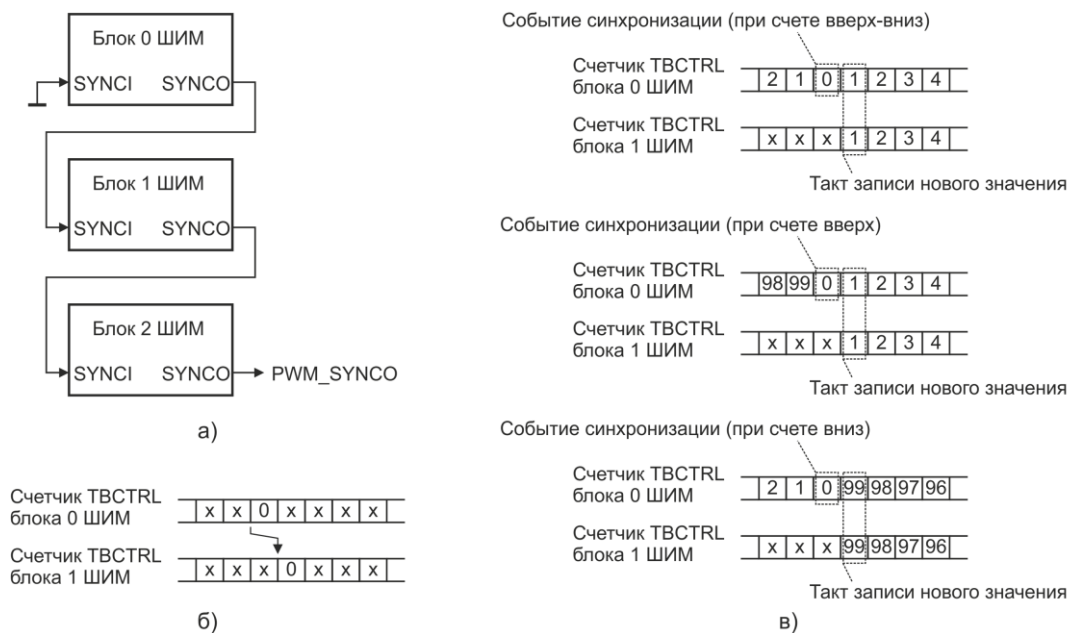 Блок 0 ШИМ
SYNCI SYNCO
Блок 1 ШИМ
SYNCI SYNCO
Блок 2 ШИМ
SYNCI SYNCO PWM_SYNCO
а)
Счетчик TBCTRL
блока 0 ШИМ
x x 0 x x x x
Счетчик TBCTRL
блока 1 ШИМ
x x x 0 x x x
б)
Событие синхронизации (при счете вверх-вниз)
Счетчик TBCTRL
блока 0 ШИМ
2 1 0 1 2 3 4
Счетчик TBCTRL
блока 1 ШИМ
x x x 1 2 3 4
Такт записи нового значения
Событие синхронизации (при счете вверх)
Счетчик TBCTRL
блока 0 ШИМ
98 99 0 1 2 3 4
Счетчик TBCTRL
блока 1 ШИМ
x x x 1 2 3 4
Такт записи нового значения
Событие синхронизации (при счете вниз)
Счетчик TBCTRL
блока 0 ШИМ
2 1 0 99 98 97 96
Счетчик TBCTRL
блока 1 ШИМ
x x x 99 98 97 96
Такт записи нового значения
в)